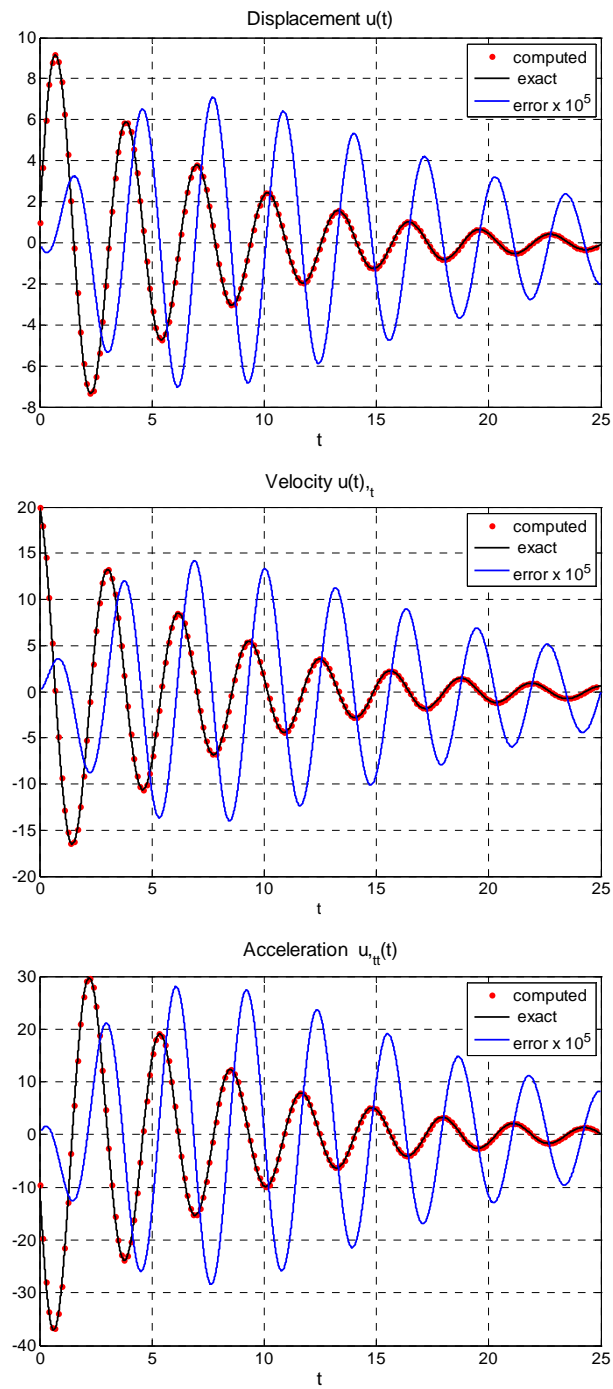 Displacement u(t)
10
8
6
4
2
0
-2
-4
-6
-8
computed
exact
error x 10^5
0 5 10 15 20 25
t
Velocity u(t),_t
20
15
10
5
0
-5
-10
-15
-20
computed
exact
error x 10^5
0 5 10 15 20 25
t
Acceleration u,_tt(t)
30
20
10
0
-10
-20
-30
-40
computed
exact
error x 10^5
0 5 10 15 20 25
t